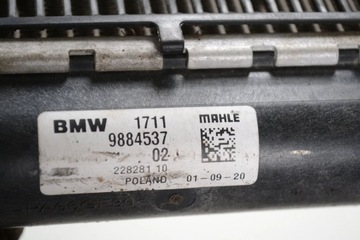 BMW 1711 MAHLE
9884537
02
228281.10
POLAND 01-09-20